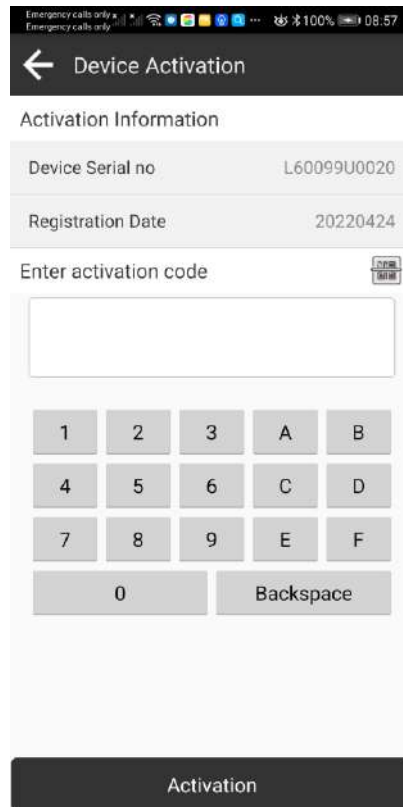 Emergency calls only
Emergency calls only
100% 08:57
Device Activation
Activation Information
Device Serial no L60099U0020
Registration Date 20220424
Enter activation code
1 2 3 A B
4 5 6 C D
7 8 9 E F
0 Backspace
Activation